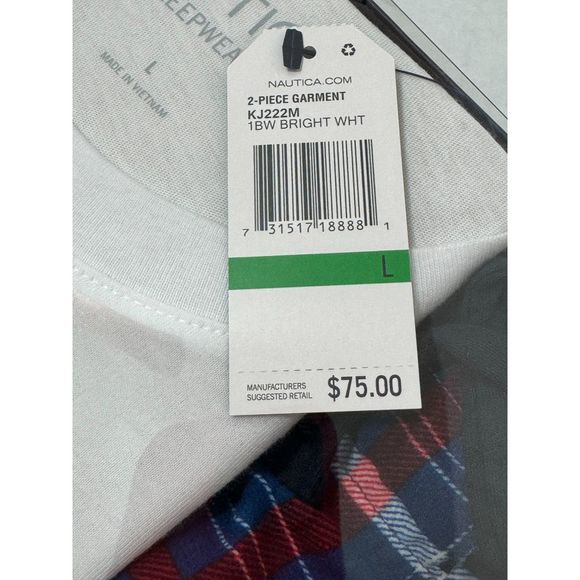 L
MADE IN VIETNAM
NAUTICA.COM
2-PIECE GARMENT
KJ222M
1BW BRIGHT WHT
7 31517 18888 1
L
MANUFACTURERS
SUGGESTED RETAIL
$75.00